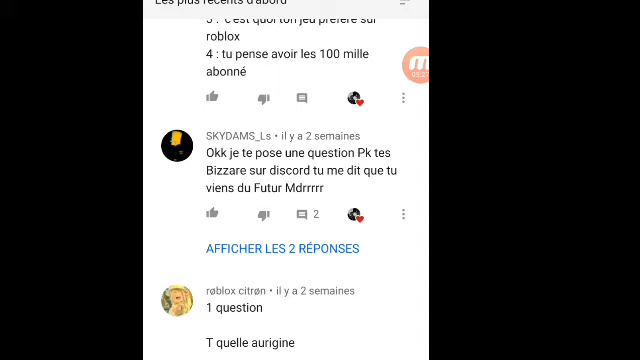 Les plus récents d'abord
3 : c'est quoi ton jeu préféré sur
roblox
4 : tu pense avoir les 100 mille
abonné
03:27
SKYDAMS_Ls • il y a 2 semaines
Okk je te pose une question Pk tes
Bizzare sur discord tu me dit que tu
viens du Futur Mdrrrrr
2
AFFICHER LES 2 RÉPONSES
røblox citrøn • il y a 2 semaines
1 question
T quelle aurigine